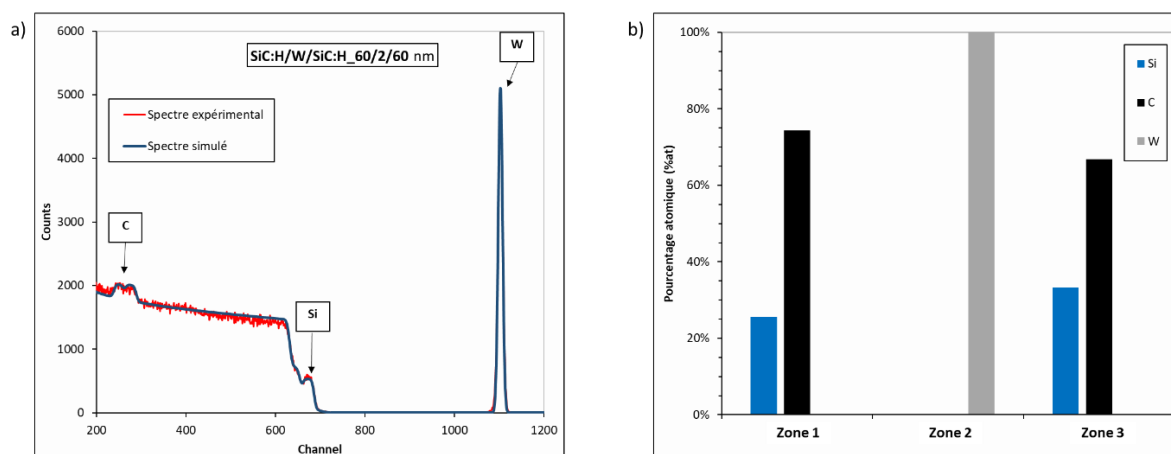 a)
SiC:H/W/SiC:H_60/2/60 nm
W
Spectre expérimental
Spectre simulé
C
Si
Counts
6000
5000
4000
3000
2000
1000
0
200
400
600
800
1000
1200
Channel
b)
Pourcentage atomique (%at)
100%
80%
60%
40%
20%
0%
Si
C
W
Zone 1
Zone 2
Zone 3